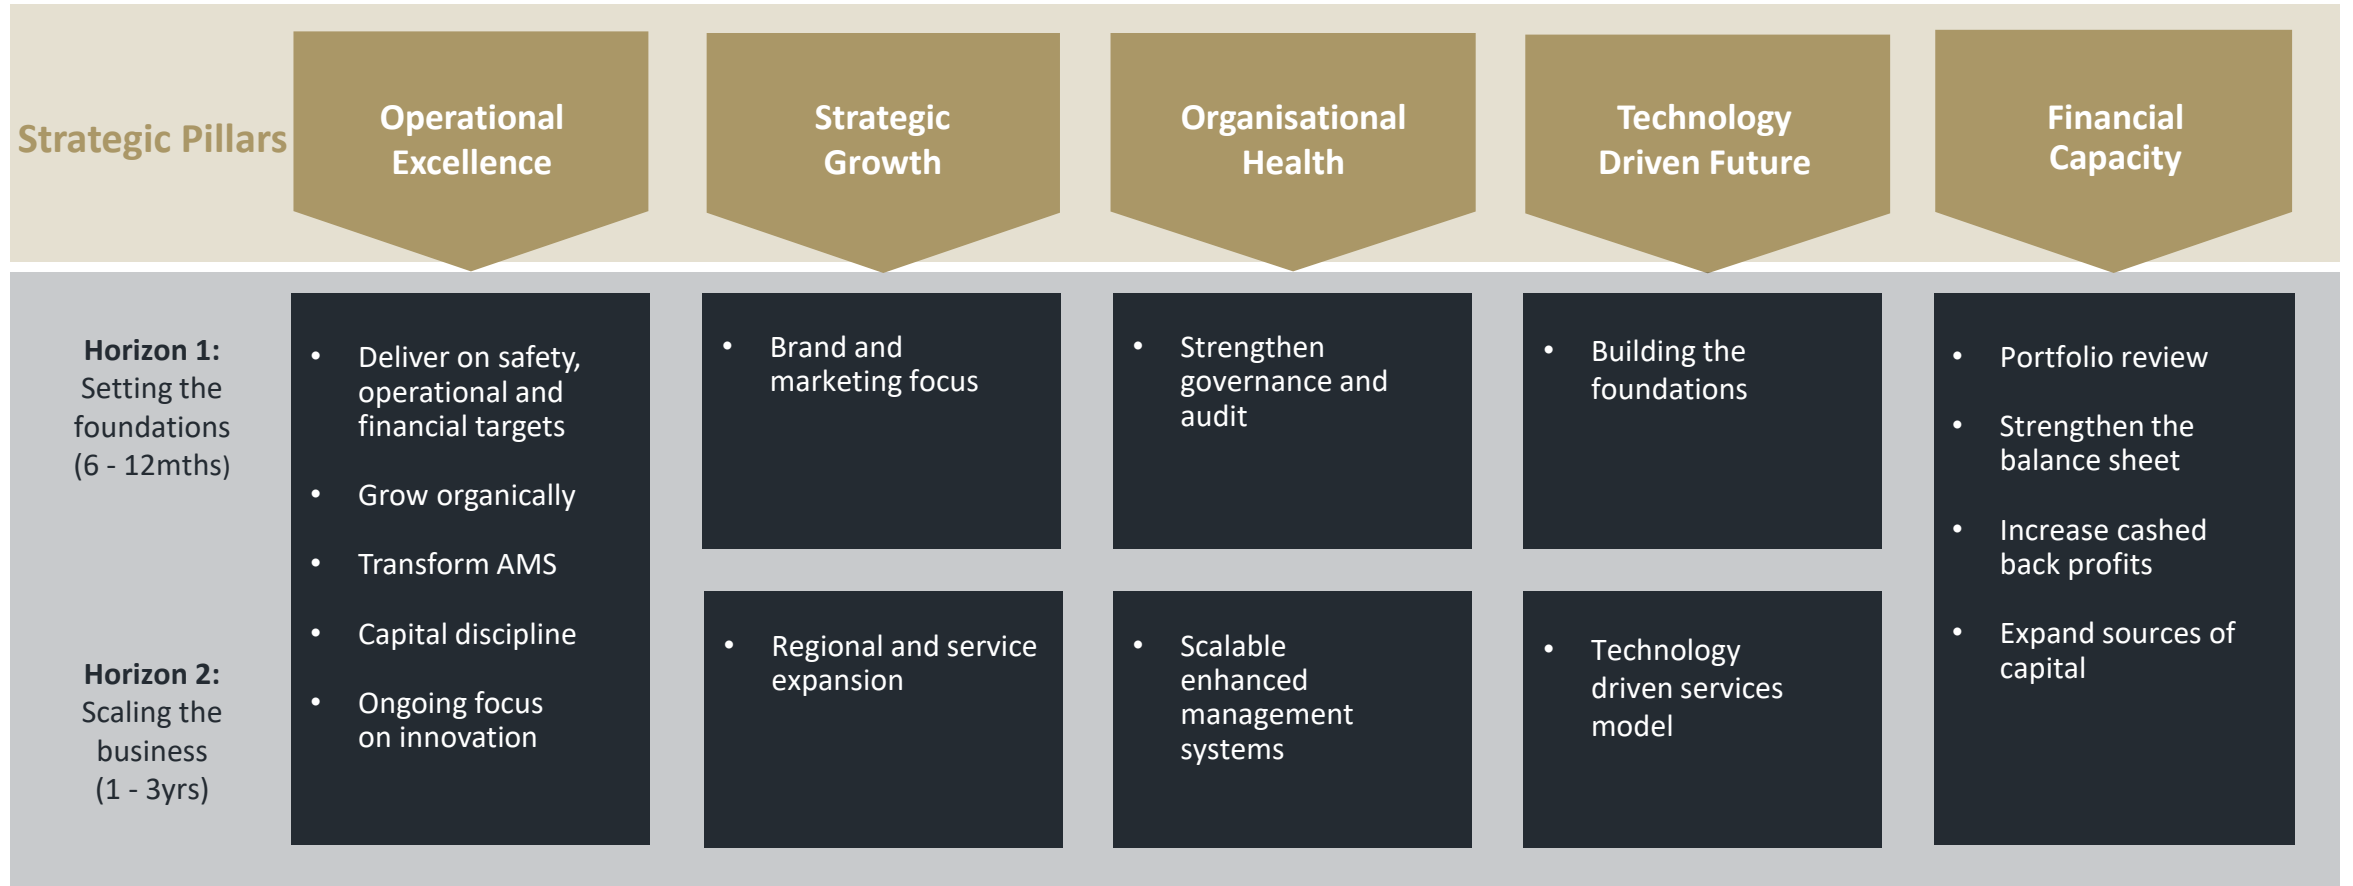 Strategic Pillars
Operational
Excellence
Strategic
Growth
Organisational
Health
Technology
Driven Future
Financial
Capacity
Horizon 1:
Setting the
foundations
(6 - 12mths)
Horizon 2:
Scaling the
business
(1 - 3yrs)
• Deliver on safety,
operational and
financial targets
• Grow organically
• Transform AMS
• Capital discipline
• Ongoing focus
on innovation
• Brand and
marketing focus
• Regional and service
expansion
• Strengthen
governance and
audit
• Scalable
enhanced
management
systems
• Building the
foundations
• Technology
driven services
model
• Portfolio review
• Strengthen the
balance sheet
• Increase cashed
back profits
• Expand sources of
capital